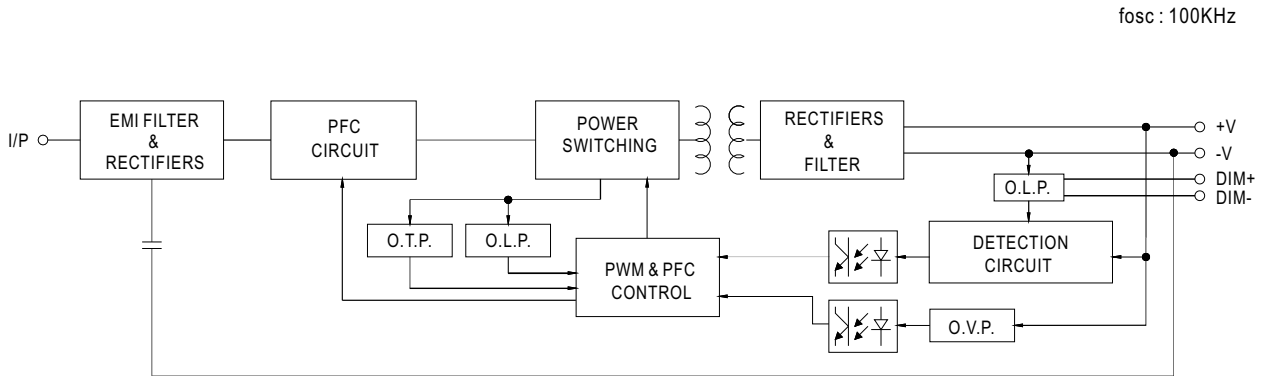 fosc : 100KHz
I/P
EMI FILTER
&
RECTIFIERS
PFC
CIRCUIT
POWER
SWITCHING
RECTIFIERS
&
FILTER
+V
-V
DIM+
DIM-
O.L.P.
O.T.P.
O.L.P.
PWM & PFC
CONTROL
DETECTION
CIRCUIT
O.V.P.